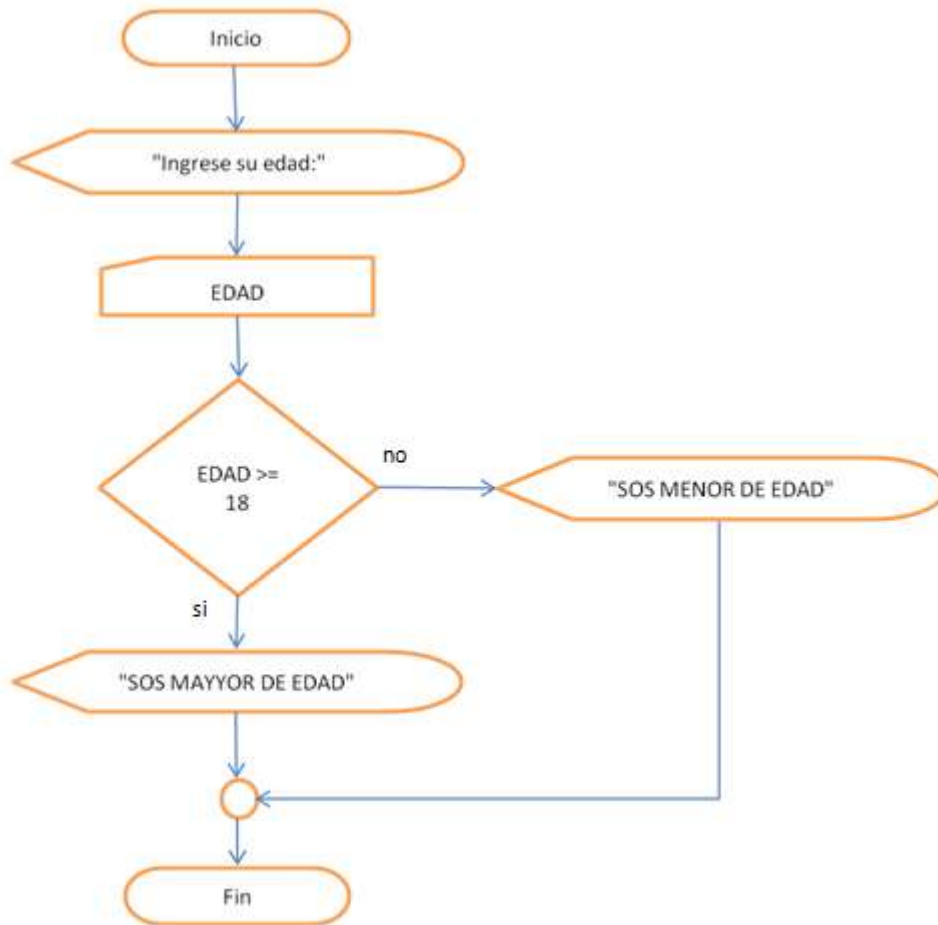 Inicio
"Ingrese su edad:"
EDAD
EDAD >=
18
no
"SOS MENOR DE EDAD"
si
"SOS MAYYOR DE EDAD"
Fin